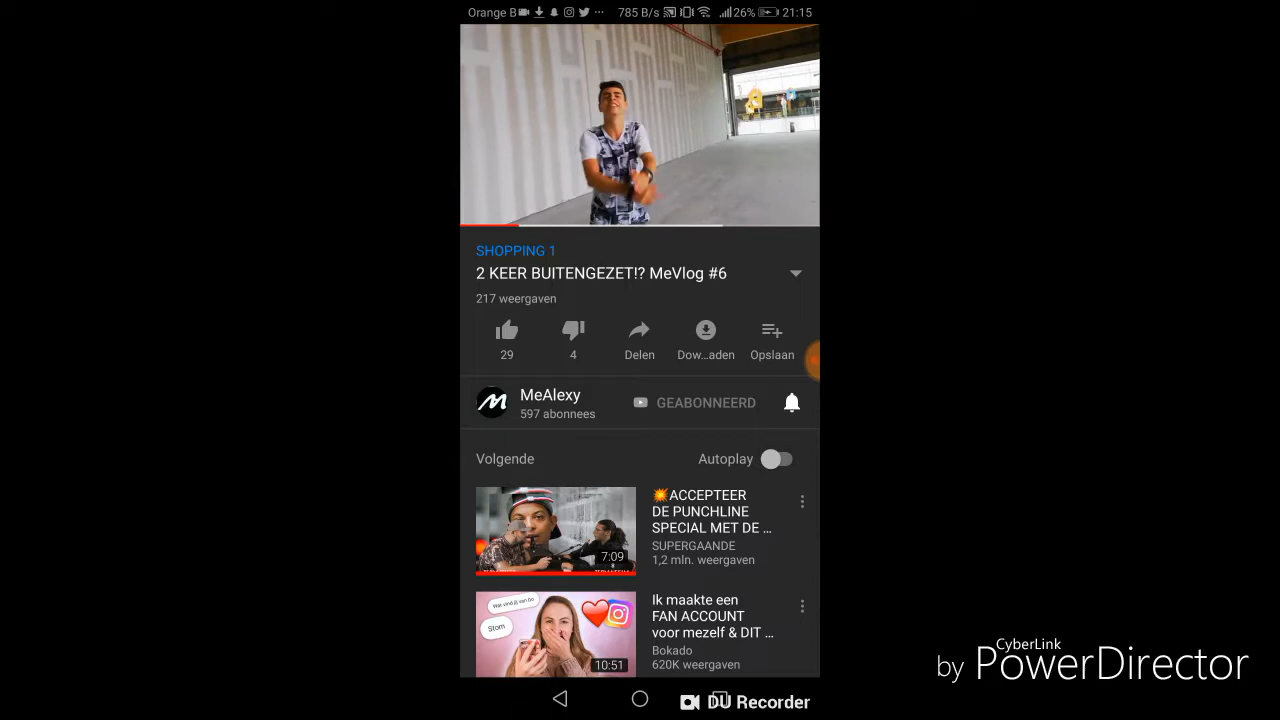 Orange B ... 785 B/s 26% 21:15
SHOPPING 1
2 KEER BUITENGEZET!? MeVlog #6
217 weergaven
29 4 Delen Dow...aden Opslaan
MeAlexy
597 abonnees
GEABONNEERD
Volgende Autoplay
💥ACCEPTEER
DE PUNCHLINE
SPECIAL MET DE ...
SUPERGAANDE
1,2 mln. weergaven
7:09
Ik maakte een
FAN ACCOUNT
voor mezelf & DIT ...
Bokado
620K weergaven
Stom
10:51
CyberLink
by PowerDirector
DU Recorder